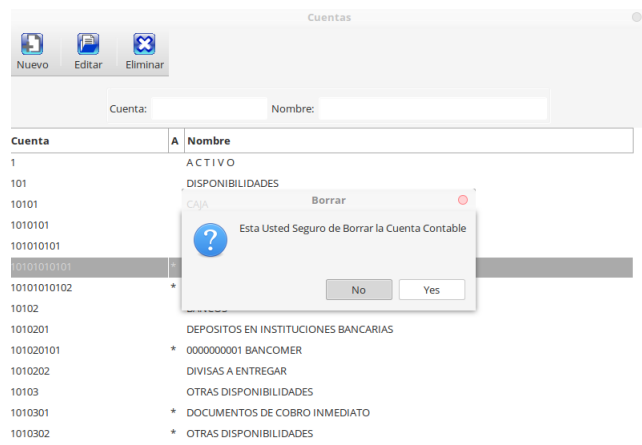 Cuentas
Nuevo Editar Eliminar
Cuenta: Nombre:
Cuenta A Nombre
1 A C T I V O
101 DISPONIBILIDADES
10101 CAJA
Borrar
Esta Usted Seguro de Borrar la Cuenta Contable
?
No Yes
1010101
101010101
10101010101 *
10101010102 *
10102
1010201 DEPOSITOS EN INSTITUCIONES BANCARIAS
101020101 * 0000000001 BANCOMER
1010202 DIVISAS A ENTREGAR
10103 OTRAS DISPONIBILIDADES
1010301 * DOCUMENTOS DE COBRO INMEDIATO
1010302 * OTRAS DISPONIBILIDADES